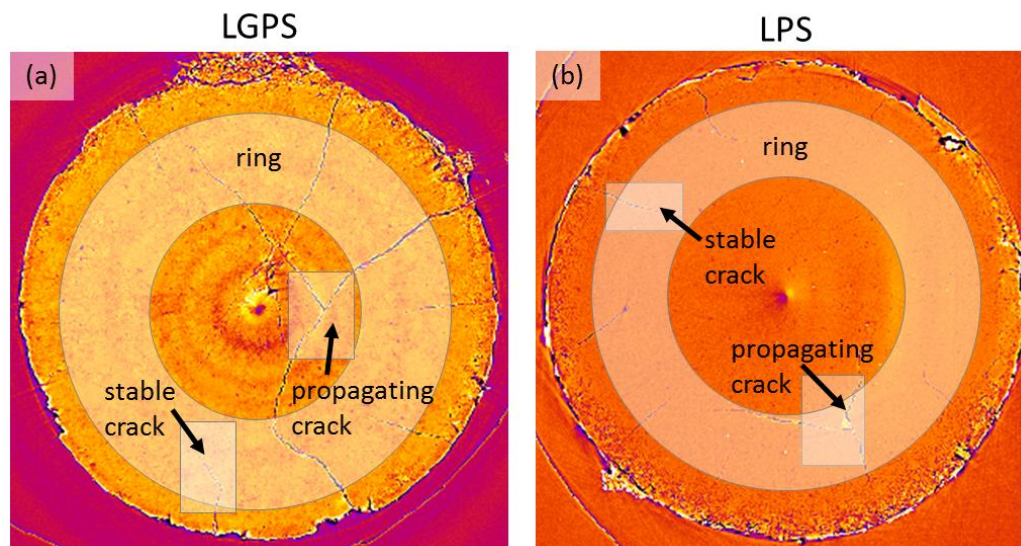 LGPS
LPS
(a)
(b)
ring
ring
stable
crack
stable
crack
propagating
crack
propagating
crack